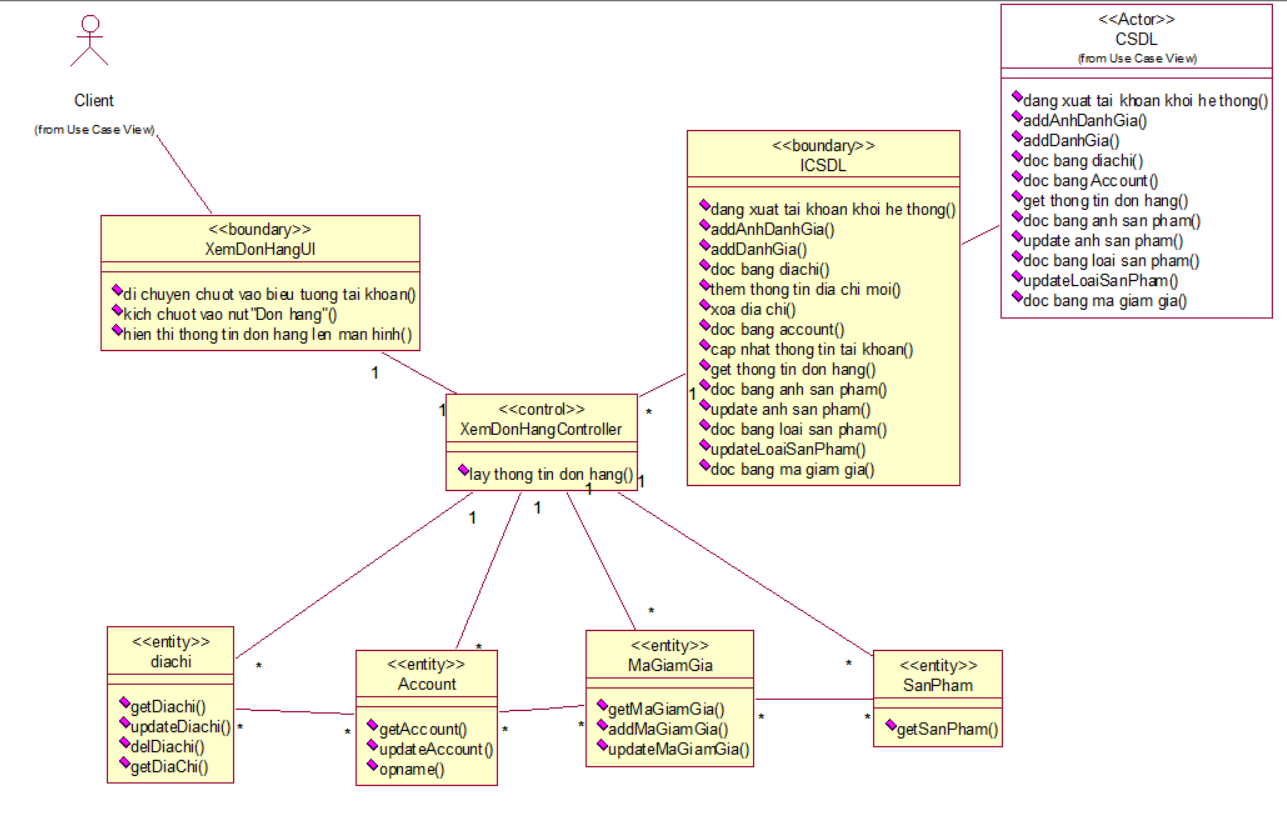 Client
(from Use Case View)
<<Actor>>
CSDL
(from Use Case View)
dang xuat tai khoan khoi he thong()
addAnhDanhGia()
addDanhGia()
doc bang diachi()
doc bang Account()
get thong tin don hang()
doc bang anh san pham()
update anh san pham()
doc bang loai san pham()
updateLoaiSanPham()
doc bang ma giam gia()
<<boundary>>
ICSDL
dang xuat tai khoan khoi he thong()
addAnhDanhGia()
addDanhGia()
doc bang diachi()
them thong tin dia chi moi()
xoa dia chi()
doc bang account()
cap nhat thong tin tai khoan()
get thong tin don hang()
doc bang anh san pham()
update anh san pham()
doc bang loai san pham()
updateLoaiSanPham()
doc bang ma giam gia()
<<boundary>>
XemDonHangUI
di chuyen chuot vao bieu tuong tai khoan()
kich chuot vao nut"Don hang"()
hien thi thong tin don hang len man hinh()
1
1
*
1
<<control>>
XemDonHangController
lay thong tin don hang()
1
1
1
1
*
*
*
*
<<entity>>
diachi
getDiachi()
updateDiachi()
delDiachi()
getDiaChi()
*
*
<<entity>>
Account
getAccount()
updateAccount()
opname()
*
*
<<entity>>
MaGiamGia
getMaGiamGia()
addMaGiamGia()
updateMaGiamGia()
*
*
<<entity>>
SanPham
getSanPham()